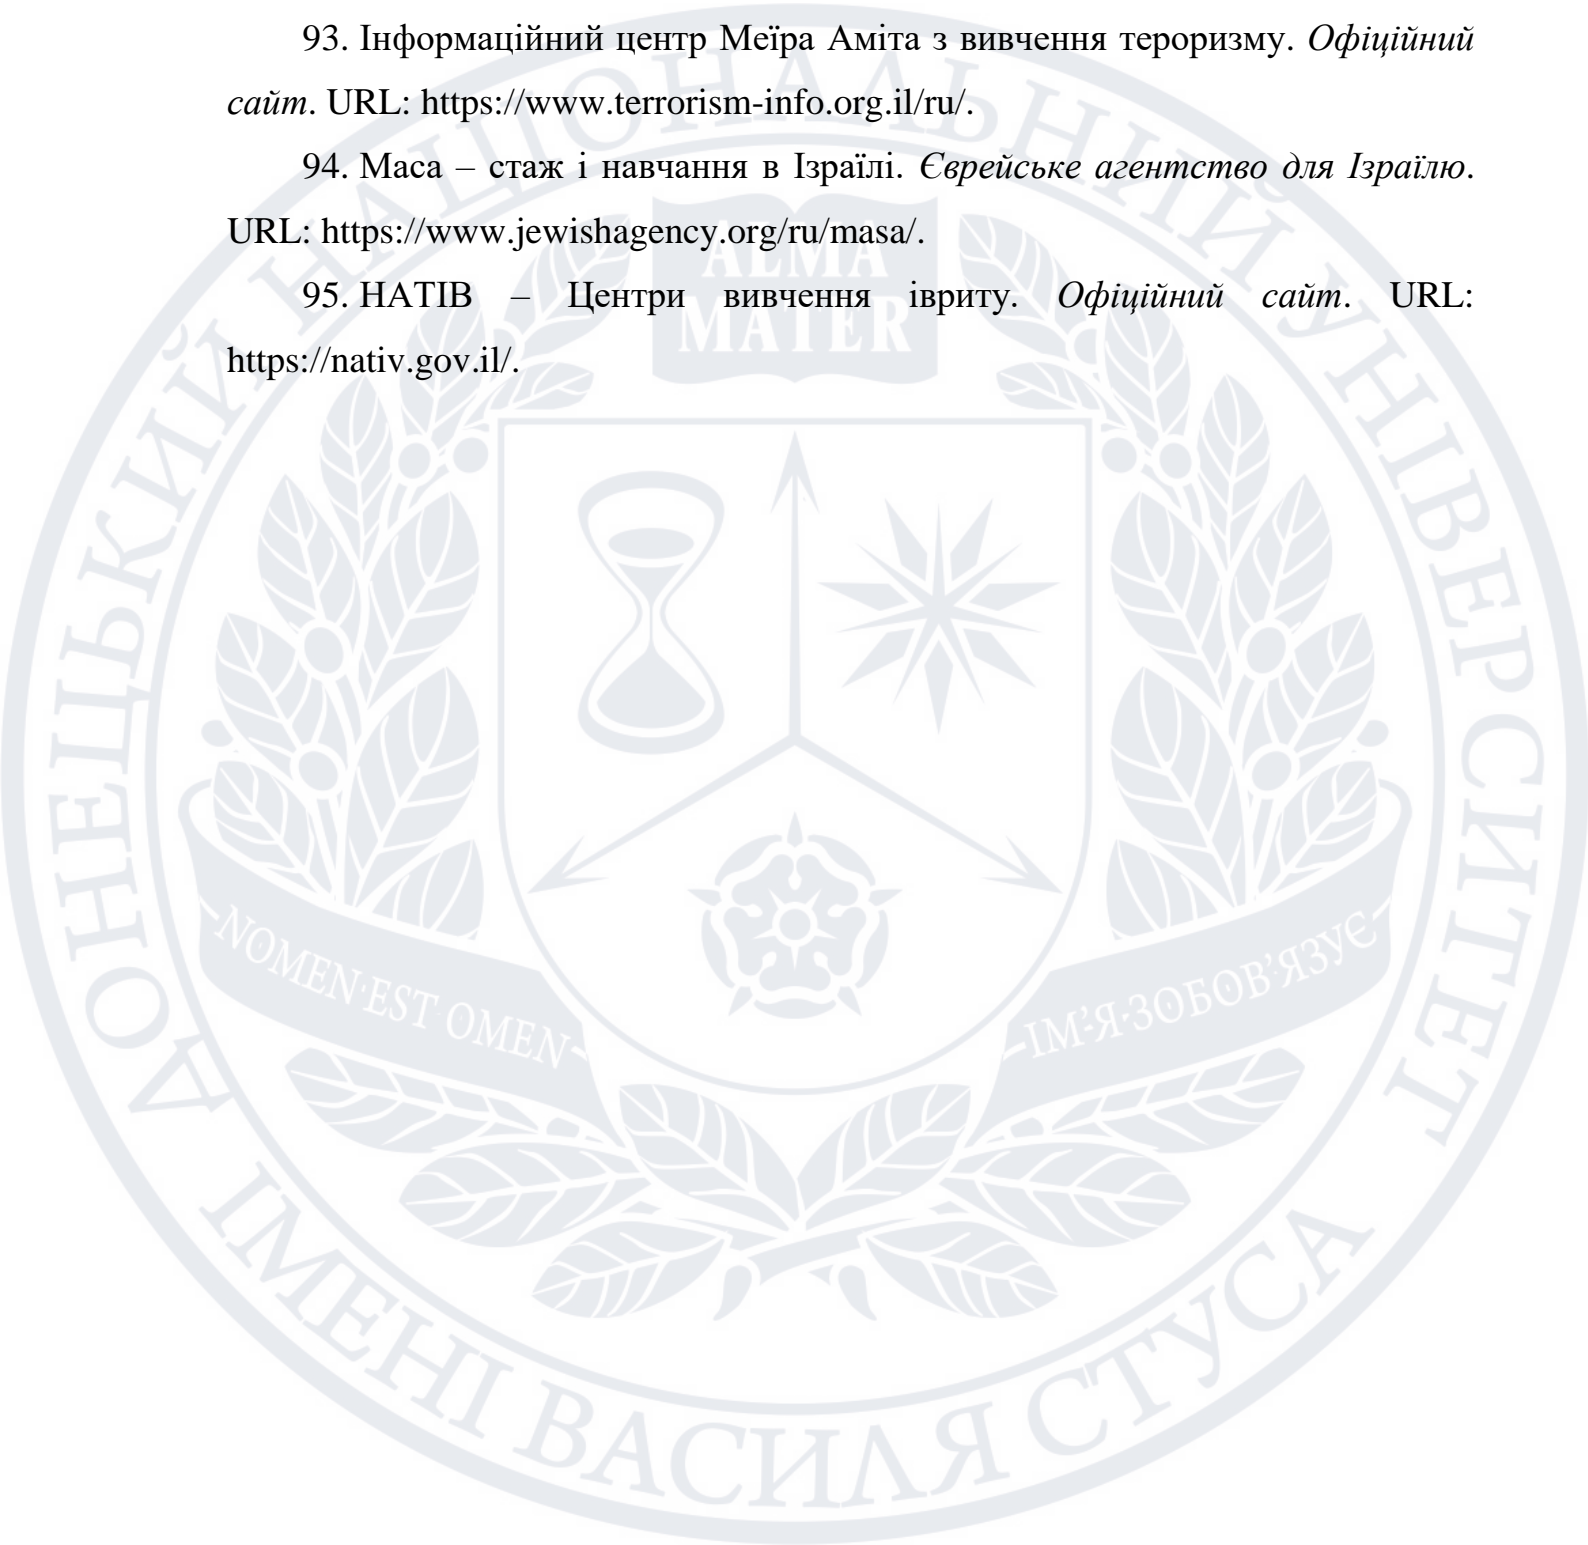 93. Інформаційний центр Меїра Аміта з вивчення тероризму. Офіційний
сайт. URL: https://www.terrorism-info.org.il/ru/.
94. Маса – стаж і навчання в Ізраїлі. Єврейське агентство для Ізраїлю.
URL: https://www.jewishagency.org/ru/masa/.
95. НАТІВ – Центри вивчення івриту. Офіційний сайт. URL:
https://nativ.gov.il/.
ДОНЕЦЬКИЙ НАЦІОНАЛЬНИЙ УНІВЕРСИТЕТ
ІМЕНІ ВАСИЛЯ СТУСА
ALMA
MATER
NOMEN·EST·OMEN
ІМ'Я·ЗОБОВ'ЯЗУЄ